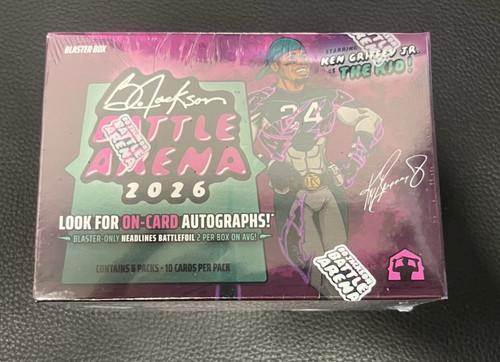 BLASTER BOX
STARRING
KEN GRIFFEY JR.
AS THE KID!
Bo Jackson
BATTLE
ARENA
2026
24
LOOK FOR ON-CARD AUTOGRAPHS!*
BLASTER-ONLY HEADLINES BATTLEFOIL 2 PER BOX ON AVG!
CONTAINS 6 PACKS - 10 CARDS PER PACK
BO JACKSON
BATTLE
ARENA